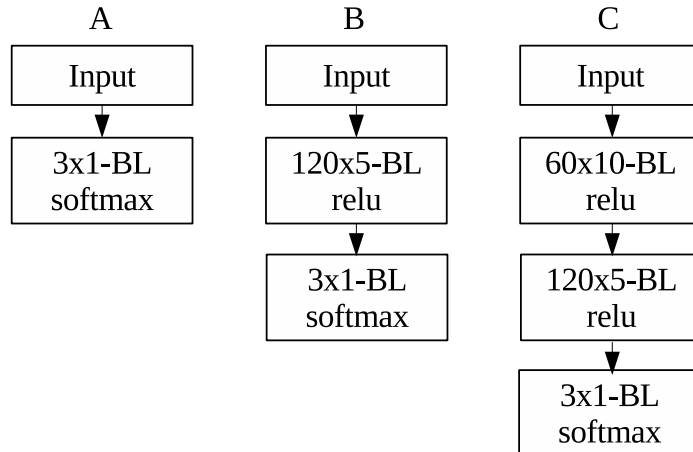 A
Input
3x1-BL
softmax
B
Input
120x5-BL
relu
3x1-BL
softmax
C
Input
60x10-BL
relu
120x5-BL
relu
3x1-BL
softmax